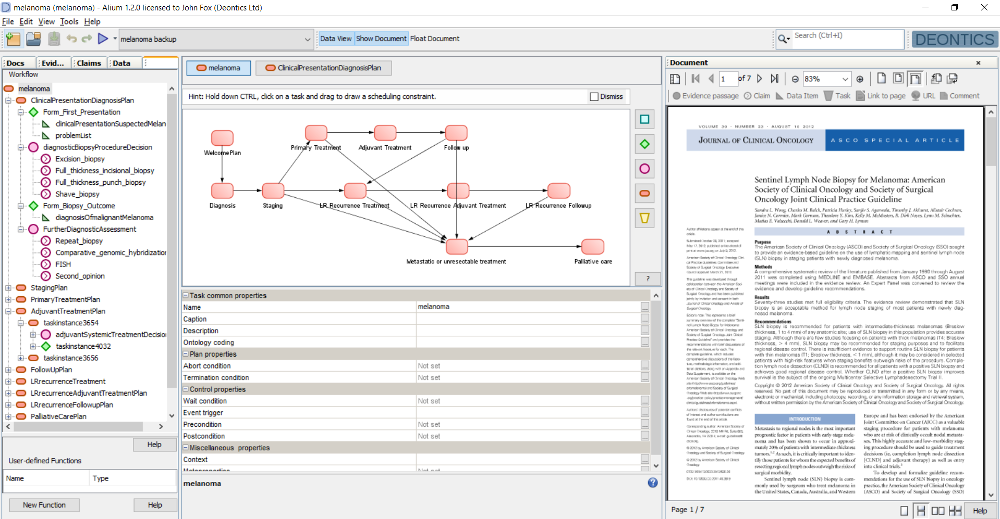 melanoma (melanoma) - Alium 1.2.0 licensed to John Fox (Deontics Ltd)
File Edit View Tools Help
melanoma backup
Data View Show Document Float Document
Search (Ctrl+I)
DEONTICS
Docs Evid... Claims Data
Workflow
melanoma
ClinicalPresentationDiagnosisPlan
Form_First_Presentation
clinicalPresentationSuspectedMelan
problemList
diagnosticBiopsyProcedureDecision
Excision_biopsy
Full_thickness_incisional_biopsy
Full_thickness_punch_biopsy
Shave_biopsy
Form_Biopsy_Outcome
diagnosisOfmalignantMelanoma
FurtherDiagnosticAssessment
Repeat_biopsy
Comparative_genomic_hybridization
FISH
Second_opinion
StagingPlan
PrimaryTreatmentPlan
AdjuvantTreatmentPlan
taskinstance3654
adjuvantSystemicTreatmentDecision
taskinstance4032
taskinstance3656
FollowUpPlan
LRrecurrenceTreatment
LRrecurrenceAdjuvantTreatmentPlan
LRrecurrenceFollowupPlan
PalliativeCarePlan
Help
User-defined Functions
Name Type
New Function Help
melanoma ClinicalPresentationDiagnosisPlan
Hint: Hold down CTRL, click on a task and drag to draw a scheduling constraint.
Dismiss
WelcomePlan
Primary Treatment
Adjuvant Treatment
Follow up
Diagnosis
Staging
LR Recurrence Treatment
LR Recurrence Adjuvant Treatment
LR Recurrence Followup
Metastatic or unresectable treatment
Palliative care
?
Task common properties
Name melanoma ...
Caption ...
Description ...
Ontology coding ...
Plan properties
Abort condition Not set ...
Termination condition Not set ...
Control properties
Wait condition Not set ...
Event trigger ...
Precondition Not set ...
Postcondition Not set ...
Miscellaneous properties
Context ...
Metaproperties Not set
melanoma
Document
1 of 7 83%
Evidence passage Claim Data Item Task Link to page URL Comment
VOLUME 30 · NUMBER 23 · AUGUST 10 2012
JOURNAL OF CLINICAL ONCOLOGY ASCO SPECIAL ARTICLE
Sentinel Lymph Node Biopsy for Melanoma: American
Society of Clinical Oncology and Society of Surgical
Oncology Joint Clinical Practice Guideline
Sandra L. Wong, Charles M. Balch, Patricia Hurley, Sanjiv S. Agarwala, Timothy J. Akhurst, Alistair Cochran,
Janice N. Cormier, Mark Gorman, Theodore Y. Kim, Kelly M. McMasters, R. Dirk Noyes, Lynn M. Schuchter,
Matias E. Valsecchi, Donald L. Weaver, and Gary H. Lyman
ABSTRACT
Purpose
The American Society of Clinical Oncology (ASCO) and Society of Surgical Oncology (SSO) sought
to provide an evidence-based guideline on the use of lymphatic mapping and sentinel lymph node
(SLN) biopsy in staging patients with newly diagnosed melanoma.
Methods
A comprehensive systematic review of the literature published from January 1990 through August
2011 was completed using MEDLINE and EMBASE. Abstracts from ASCO and SSO annual
meetings were included in the evidence review. An Expert Panel was convened to review the
evidence and develop guideline recommendations.
Results
Seventy-three studies met full eligibility criteria. The evidence review demonstrated that SLN
biopsy is an acceptable method for lymph node staging of most patients with newly diag-
nosed melanoma.
Recommendations
SLN biopsy is recommended for patients with intermediate-thickness melanomas (Breslow
thickness, 1 to 4 mm) of any anatomic site; use of SLN biopsy in this population provides accurate
staging. Although there are few studies focusing on patients with thick melanomas (T4; Breslow
thickness, > 4 mm), SLN biopsy may be recommended for staging purposes and to facilitate
regional disease control. There is insufficient evidence to support routine SLN biopsy for patients
with thin melanomas (T1; Breslow thickness, < 1 mm), although it may be considered in selected
patients with high-risk features when staging benefits outweigh risks of the procedure. Comple-
tion lymph node dissection (CLND) is recommended for all patients with a positive SLN biopsy and
achieves good regional disease control. Whether CLND after a positive SLN biopsy improves
survival is the subject of the ongoing Multicenter Selective Lymphadenectomy Trial II.
Copyright © 2012 American Society of Clinical Oncology and Society of Surgical Oncology. All rights
reserved. No part of this document may be reproduced or transmitted in any form or by any means,
electronic or mechanical, including photocopy, recording, or any information storage and retrieval system,
without written permission by the American Society of Clinical Oncology and Society of Surgical Oncology.
INTRODUCTION
Metastasis to regional nodes is the most important
prognostic factor in patients with early-stage mela-
noma and has been shown to occur in approxi-
mately 20% of patients with intermediate-thickness
tumors.1,2 As such, it is critically important to iden-
tify those patients for whom the expected benefits of
resecting regional lymph nodes outweigh the risks of
surgical morbidity.
Sentinel lymph node (SLN) biopsy is com-
monly used by surgeons who treat melanoma in
the United States, Canada, Australia, and Western
Europe and has been endorsed by the American
Joint Committee on Cancer (AJCC) as a valuable
staging procedure for patients with melanoma
who are at risk of clinically occult nodal metasta-
ses. This highly accurate and low-morbidity stag-
ing procedure should be used to guide treatment
decisions (ie, completion lymph node dissection
[CLND] and adjuvant therapy) as well as entry
into clinical trials.3
To develop and formalize guideline recom-
mendations for the use of SLN biopsy in oncology
practice, the American Society of Clinical Oncology
(ASCO) and Society of Surgical Oncology (SSO)
Page 1 / 7
Help